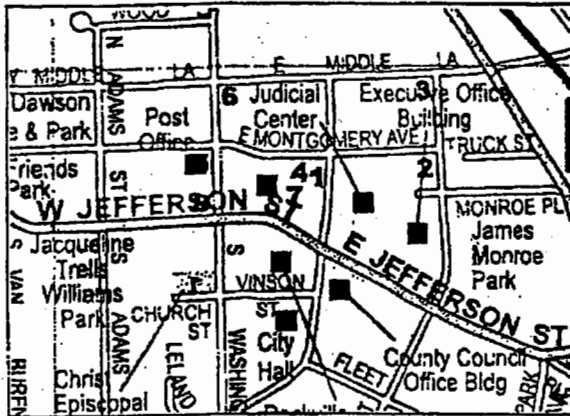 WOOD
MIDDLE LA
E MIDDLE LA
N ADAMS ST
Dawson
e & Park
Post
Office
6
Judicial
Center
3
Executive Office
Building
E MONTGOMERY AVE
TRUCK ST
Friends
Park
4
1
7
2
W JEFFERSON ST
MONROE PL
James
Monroe
Park
Jacqueline
Trells
Williams
Park
E JEFFERSON ST
VAN
S ADAMS
CHURCH
ST
VINSON
ST
S WASHING
City
Hall
LELAND
FLEET
County Council
Office Bldg
PARK
Christ
Episcopal